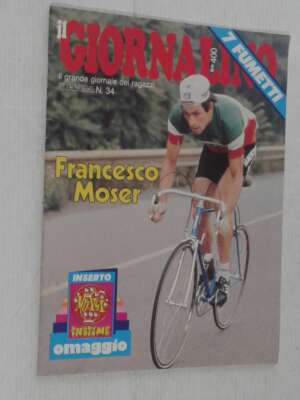 il
GIORNALINO
il grande giornale dei ragazzi
N. 34
400
7 FUMETTI
Francesco
Moser
INSERTO
INSIEME
omaggio